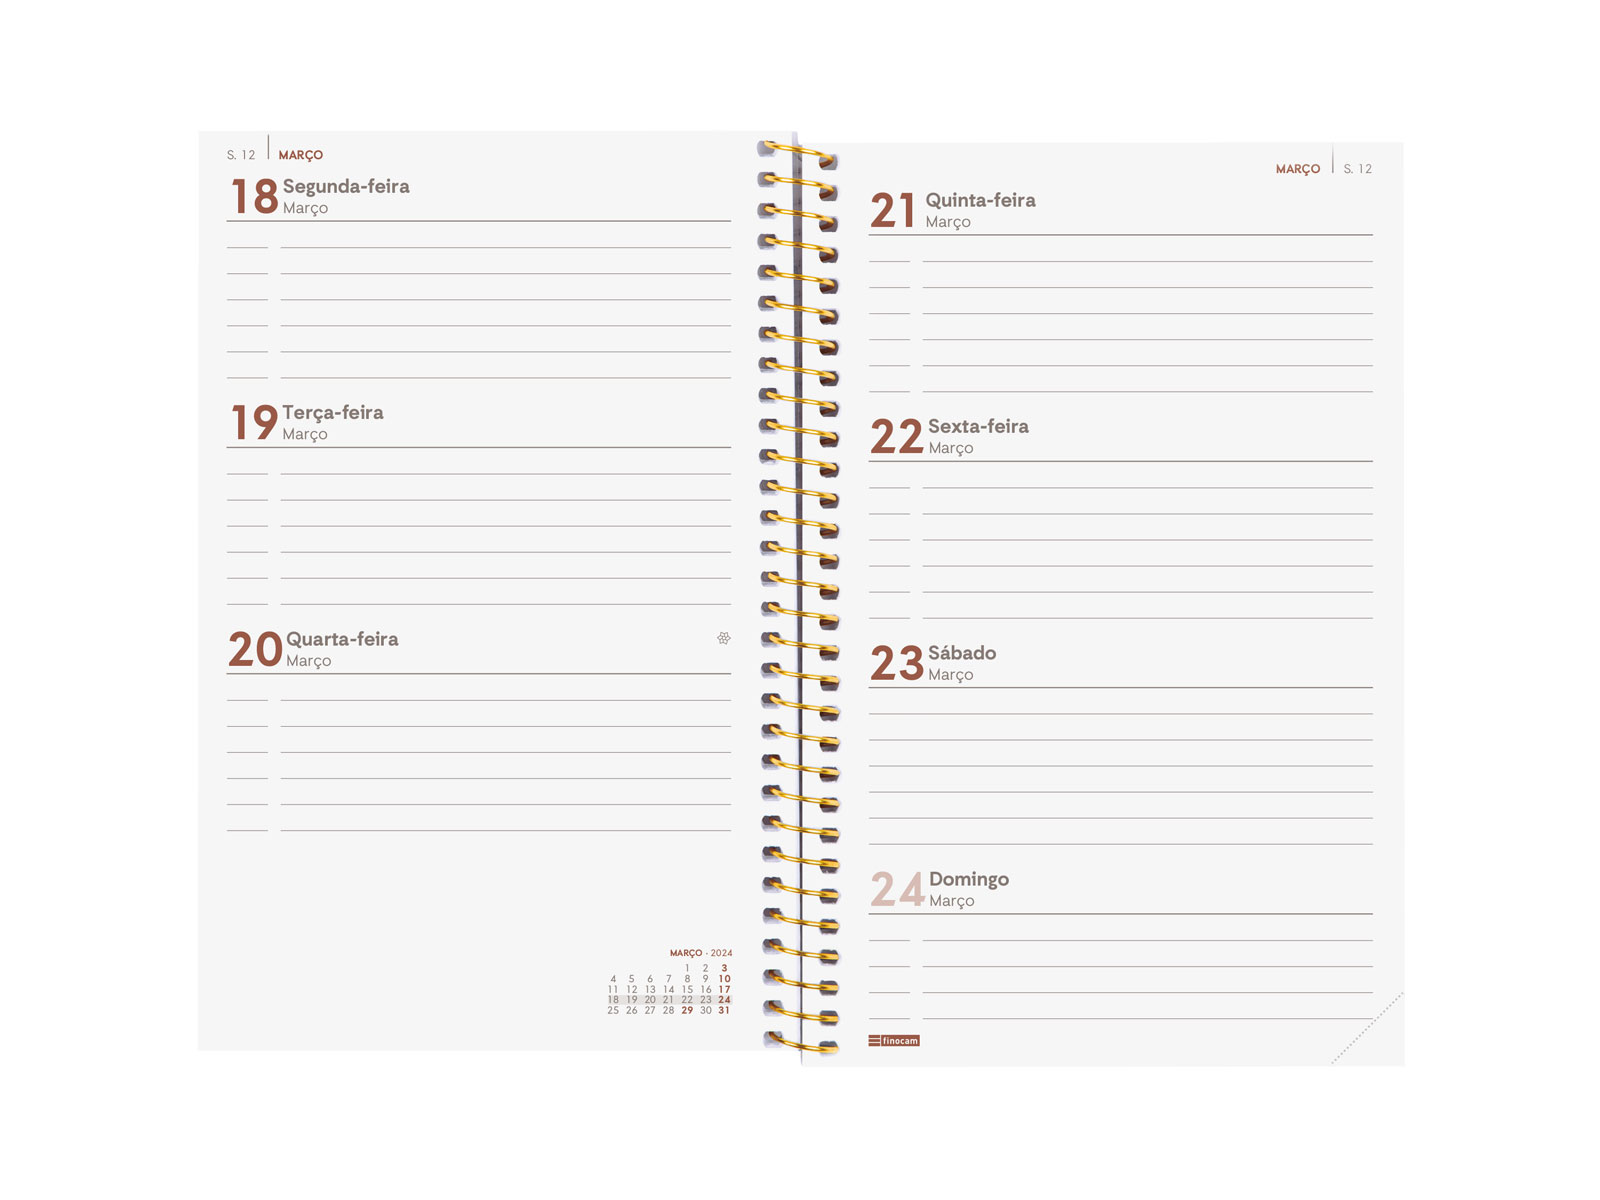 S. 12 MARÇO
18 Segunda-feira
Março
19 Terça-feira
Março
20 Quarta-feira
Março
MARÇO - 2024
1 2 3
4 5 6 7 8 9 10
11 12 13 14 15 16 17
18 19 20 21 22 23 24
25 26 27 28 29 30 31
MARÇO S. 12
21 Quinta-feira
Março
22 Sexta-feira
Março
23 Sábado
Março
24 Domingo
Março
finocam